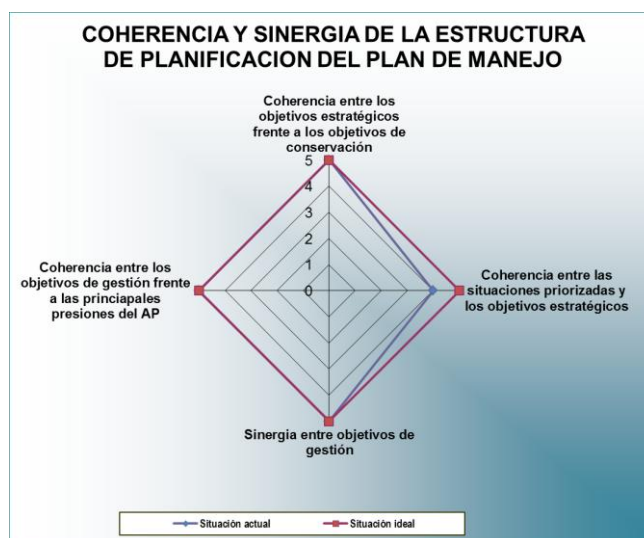 COHERENCIA Y SINERGIA DE LA ESTRUCTURA
DE PLANIFICACION DEL PLAN DE MANEJO
Coherencia entre los
objetivos estratégicos
frente a los objetivos de
conservación
5
4
3
2
1
0
Coherencia entre los
objetivos de gestión frente
a las princiapales
presiones del AP
Coherencia entre las
situaciones priorizadas y
los objetivos estratégicos
Sinergia entre objetivos de
gestión
Situación actual
Situación ideal